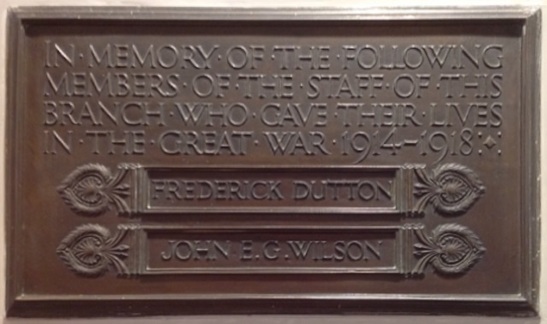 IN·MEMORY·OF·THE·FOLLOWING
MEMBERS·OF·THE·STAFF·OF·THIS
BRANCH·WHO·GAVE·THEIR·LIVES
IN·THE·GREAT·WAR·1914-1918:·:
FREDERICK DUTTON
JOHN E.G.WILSON